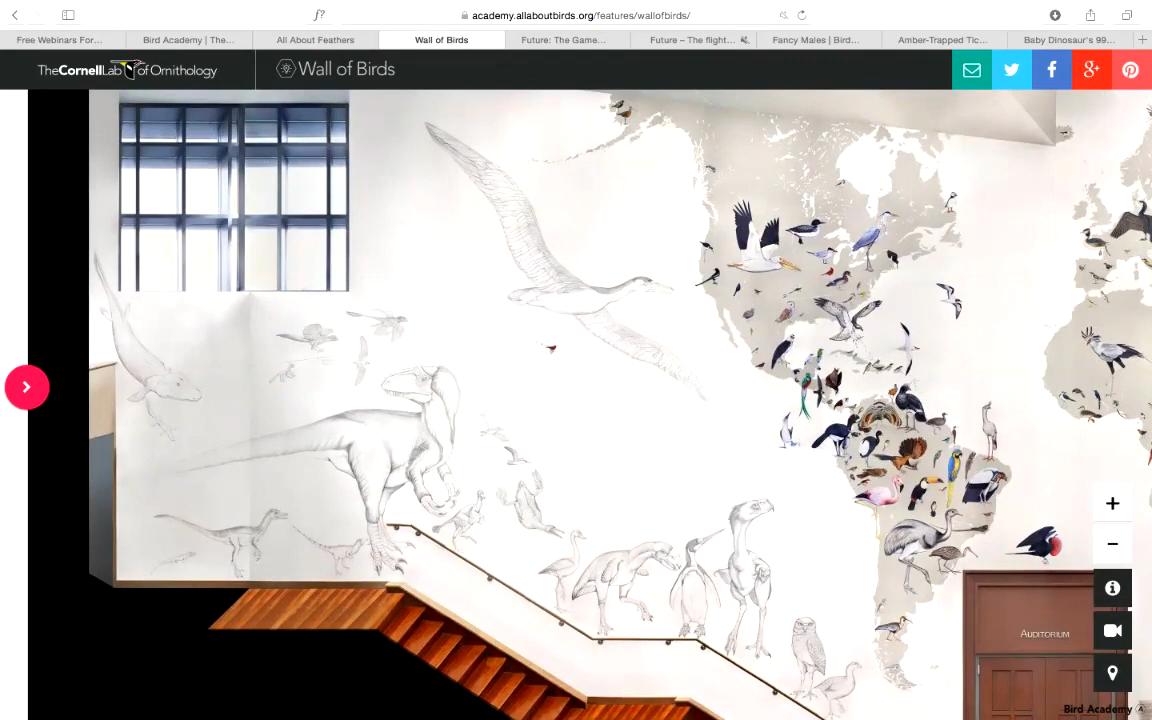 f?
academy.allaboutbirds.org/features/wallofbirds/
Free Webinars For...
Bird Academy | The...
All About Feathers
Wall of Birds
Future: The Game...
Future – The flight...
Fancy Males | Bird...
Amber-Trapped Tic...
Baby Dinosaur's 99...
TheCornellLab of Ornithology
Wall of Birds
AUDITORIUM
Bird Academy